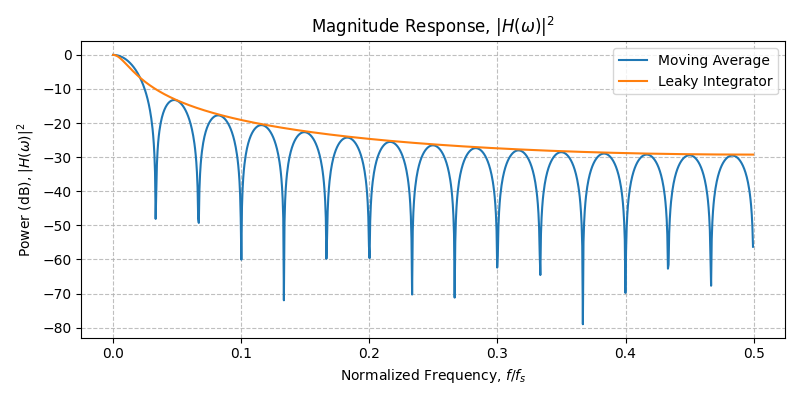 Magnitude Response, |H(ω)|²
Power (dB), |H(ω)|²
0
−10
−20
−30
−40
−50
−60
−70
−80
Moving Average
Leaky Integrator
0.0 0.1 0.2 0.3 0.4 0.5
Normalized Frequency, f/fₛ